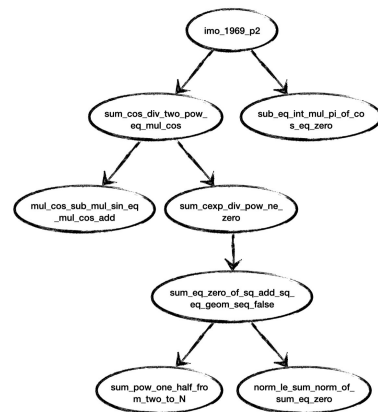 imo_1969_p2
sum_cos_div_two_pow_
eq_mul_cos
sub_eq_int_mul_pi_of_co
s_eq_zero
mul_cos_sub_mul_sin_eq
_mul_cos_add
sum_cexp_div_pow_ne_
zero
sum_eq_zero_of_sq_add_sq_
eq_geom_seq_false
sum_pow_one_half_fro
m_two_to_N
norm_le_sum_norm_of_
sum_eq_zero